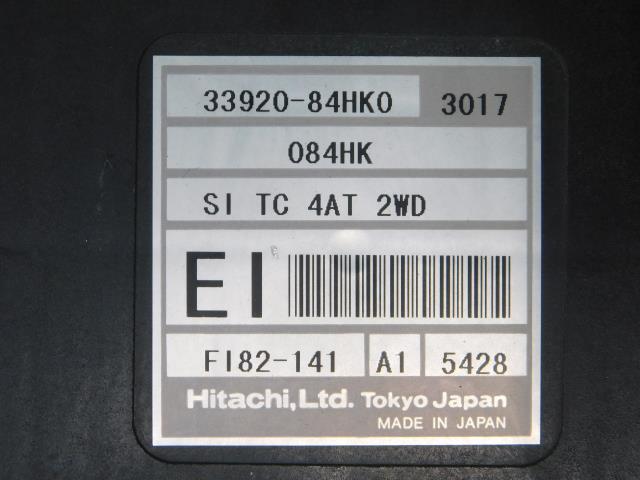 33920-84HK0 3017
084HK
SI TC 4AT 2WD
EI
FI82-141 A1 5428
Hitachi, Ltd. Tokyo Japan
MADE IN JAPAN